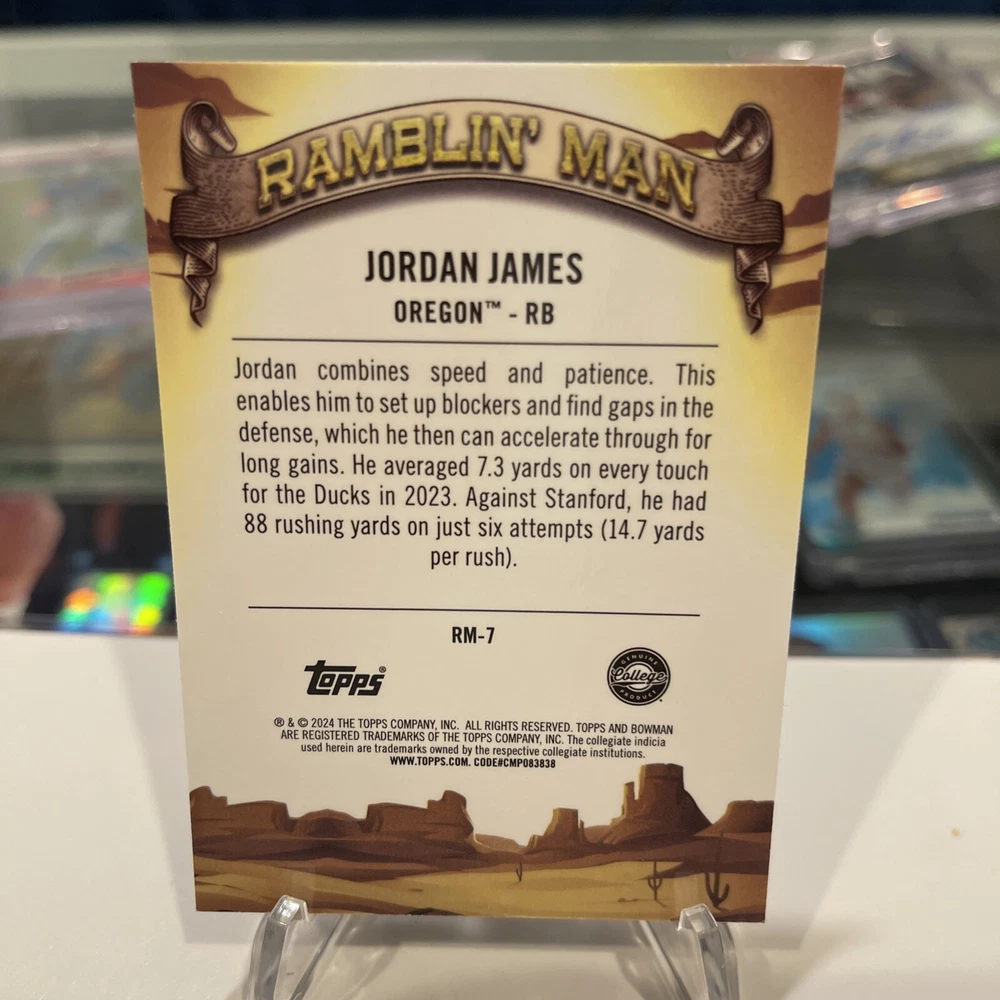 RAMBLIN' MAN
JORDAN JAMES
OREGON™ - RB
Jordan combines speed and patience. This
enables him to set up blockers and find gaps in the
defense, which he then can accelerate through for
long gains. He averaged 7.3 yards on every touch
for the Ducks in 2023. Against Stanford, he had
88 rushing yards on just six attempts (14.7 yards
per rush).
RM-7
Topps®
GENUINE
College
PRODUCT
® & © 2024 THE TOPPS COMPANY, INC. ALL RIGHTS RESERVED. TOPPS AND BOWMAN
ARE REGISTERED TRADEMARKS OF THE TOPPS COMPANY, INC. The collegiate indicia
used herein are trademarks owned by the respective collegiate institutions.
WWW.TOPPS.COM. CODE#CMP083838